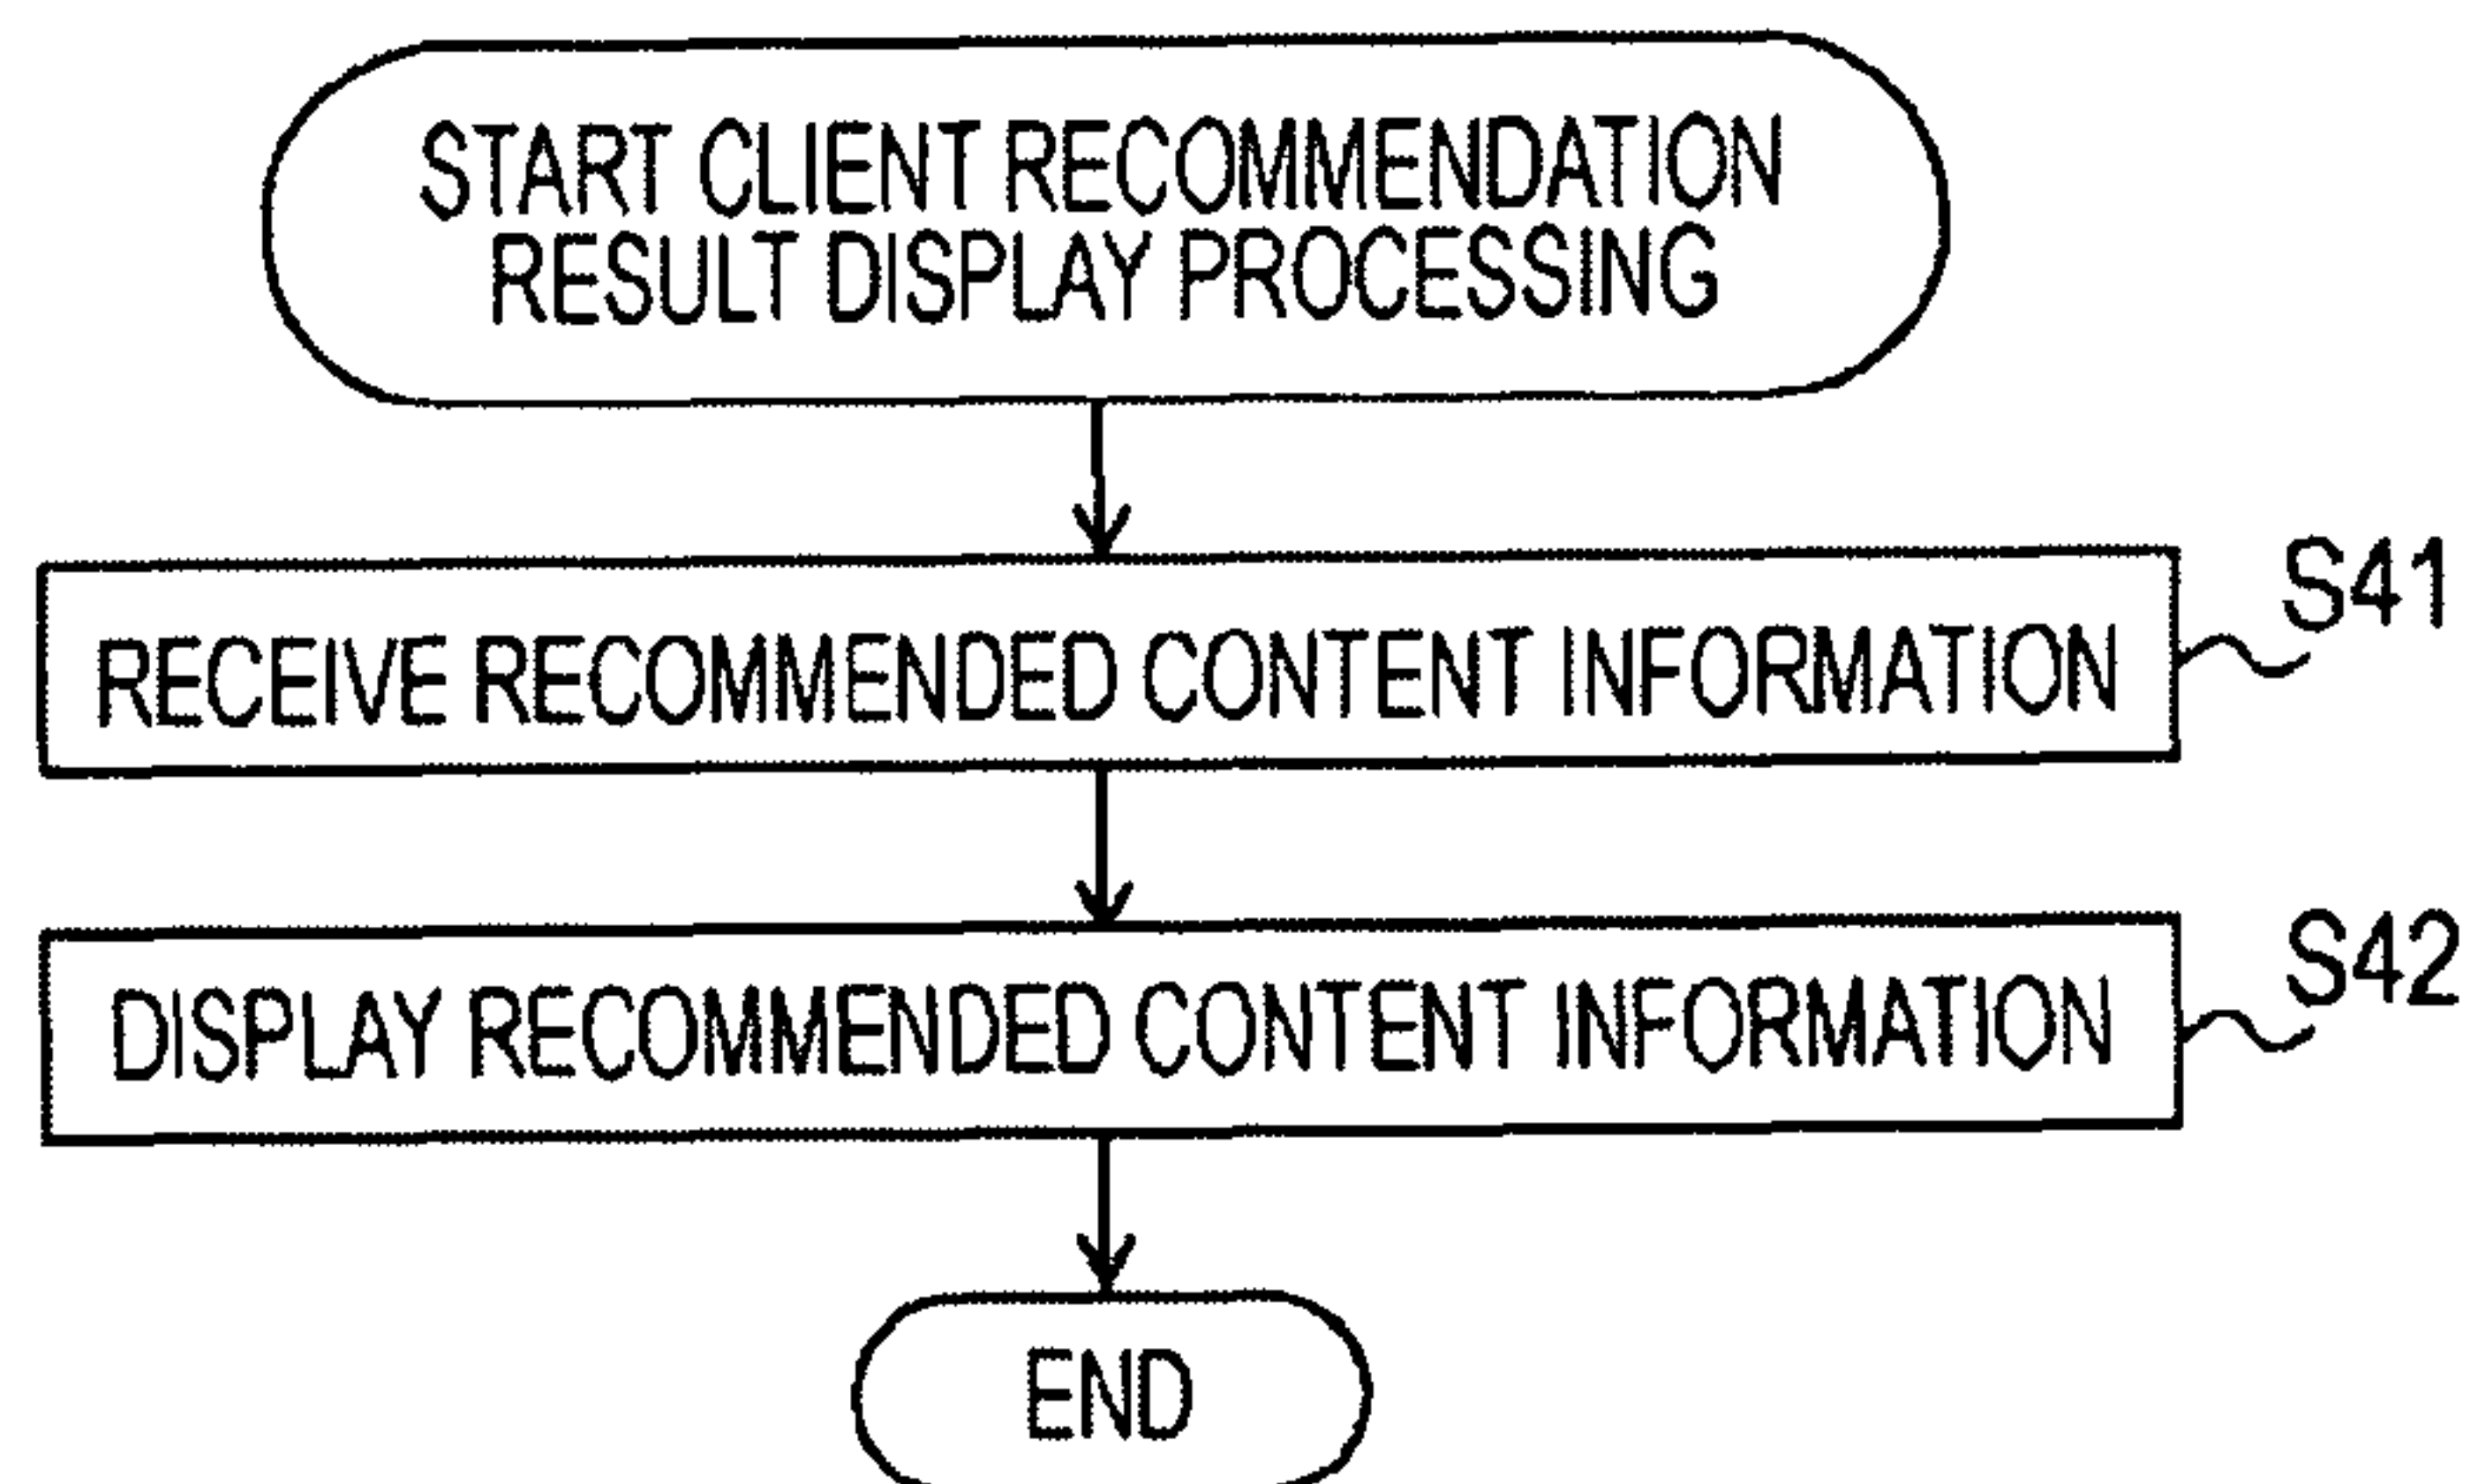 START CLIENT RECOMMENDATION
RESULT DISPLAY PROCESSING
S41
RECEIVE RECOMMENDED CONTENT INFORMATION
S42
DISPLAY RECOMMENDED CONTENT INFORMATION
END